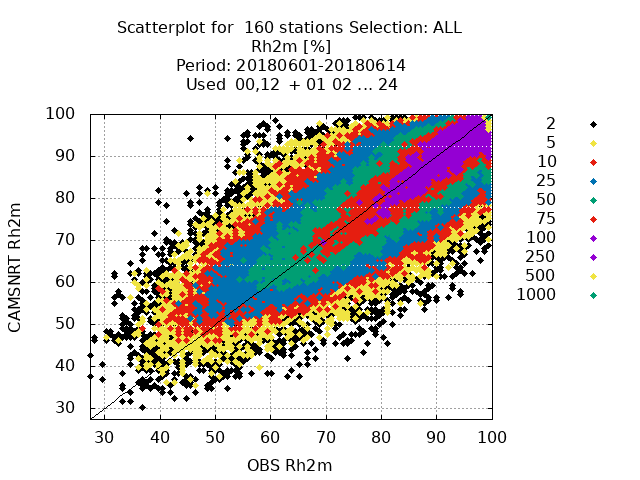 Scatterplot for  160 stations Selection: ALL
Rh2m [%]
Period: 20180601-20180614
Used  00,12  + 01 02 ... 24
CAMSNRT Rh2m
100
90
80
70
60
50
40
30
30 40 50 60 70 80 90 100
OBS Rh2m
2
5
10
25
50
75
100
250
500
1000